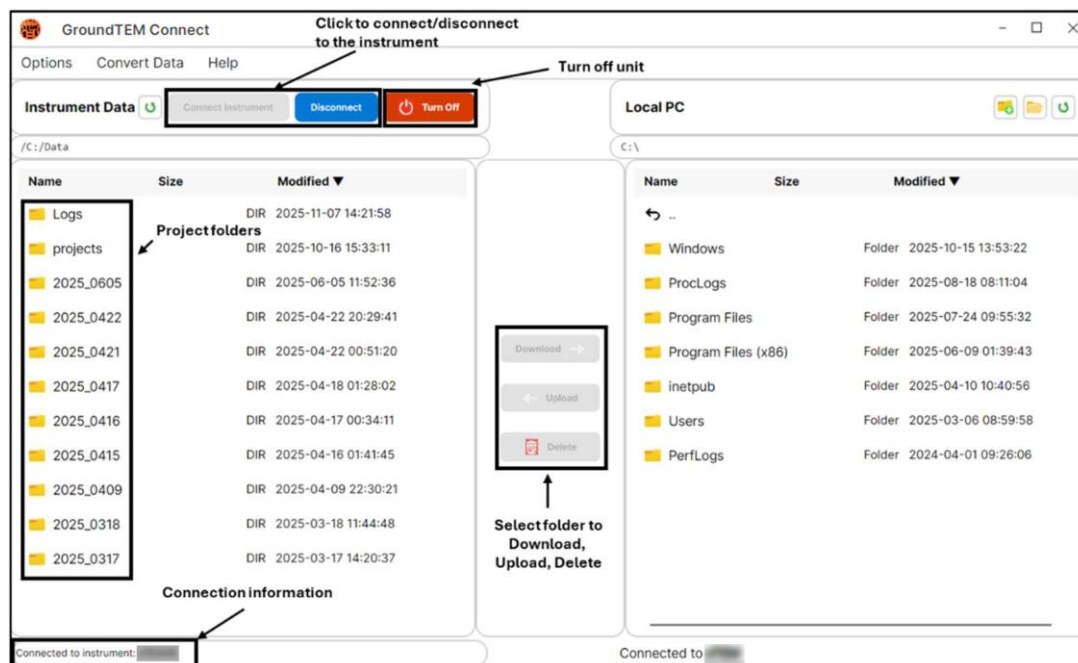 GroundTEM Connect
Click to connect/disconnect
to the instrument
Options Convert Data Help
Turn off unit
Instrument Data Connect Instrument Disconnect Turn Off
Local PC
/C:/Data
C:\
Name Size Modified ▼
Name Size Modified ▼
Logs DIR 2025-11-07 14:21:58
..
Project folders
projects DIR 2025-10-16 15:33:11
Windows Folder 2025-10-15 13:53:22
2025_0605 DIR 2025-06-05 11:52:36
ProcLogs Folder 2025-08-18 08:11:04
2025_0422 DIR 2025-04-22 20:29:41
Program Files Folder 2025-07-24 09:55:32
2025_0421 DIR 2025-04-22 00:51:20
Download
Program Files (x86) Folder 2025-06-09 01:39:43
2025_0417 DIR 2025-04-18 01:28:02
Upload
inetpub Folder 2025-04-10 10:40:56
2025_0416 DIR 2025-04-17 00:34:11
Users Folder 2025-03-06 08:59:58
2025_0415 DIR 2025-04-16 01:41:45
Delete
PerfLogs Folder 2024-04-01 09:26:06
2025_0409 DIR 2025-04-09 22:30:21
2025_0318 DIR 2025-03-18 11:44:48
2025_0317 DIR 2025-03-17 14:20:37
Select folder to
Download,
Upload, Delete
Connection information
Connected to instrument:
Connected to